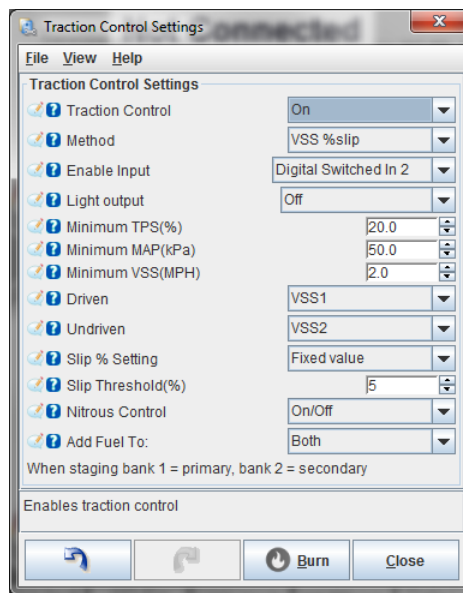 Not Connected
Traction Control Settings
File View Help
Traction Control Settings
Traction Control On
Method VSS %slip
Enable Input Digital Switched In 2
Light output Off
Minimum TPS(%) 20.0
Minimum MAP(kPa) 50.0
Minimum VSS(MPH) 2.0
Driven VSS1
Undriven VSS2
Slip % Setting Fixed value
Slip Threshold(%) 5
Nitrous Control On/Off
Add Fuel To: Both
When staging bank 1 = primary, bank 2 = secondary
Enables traction control
Burn Close